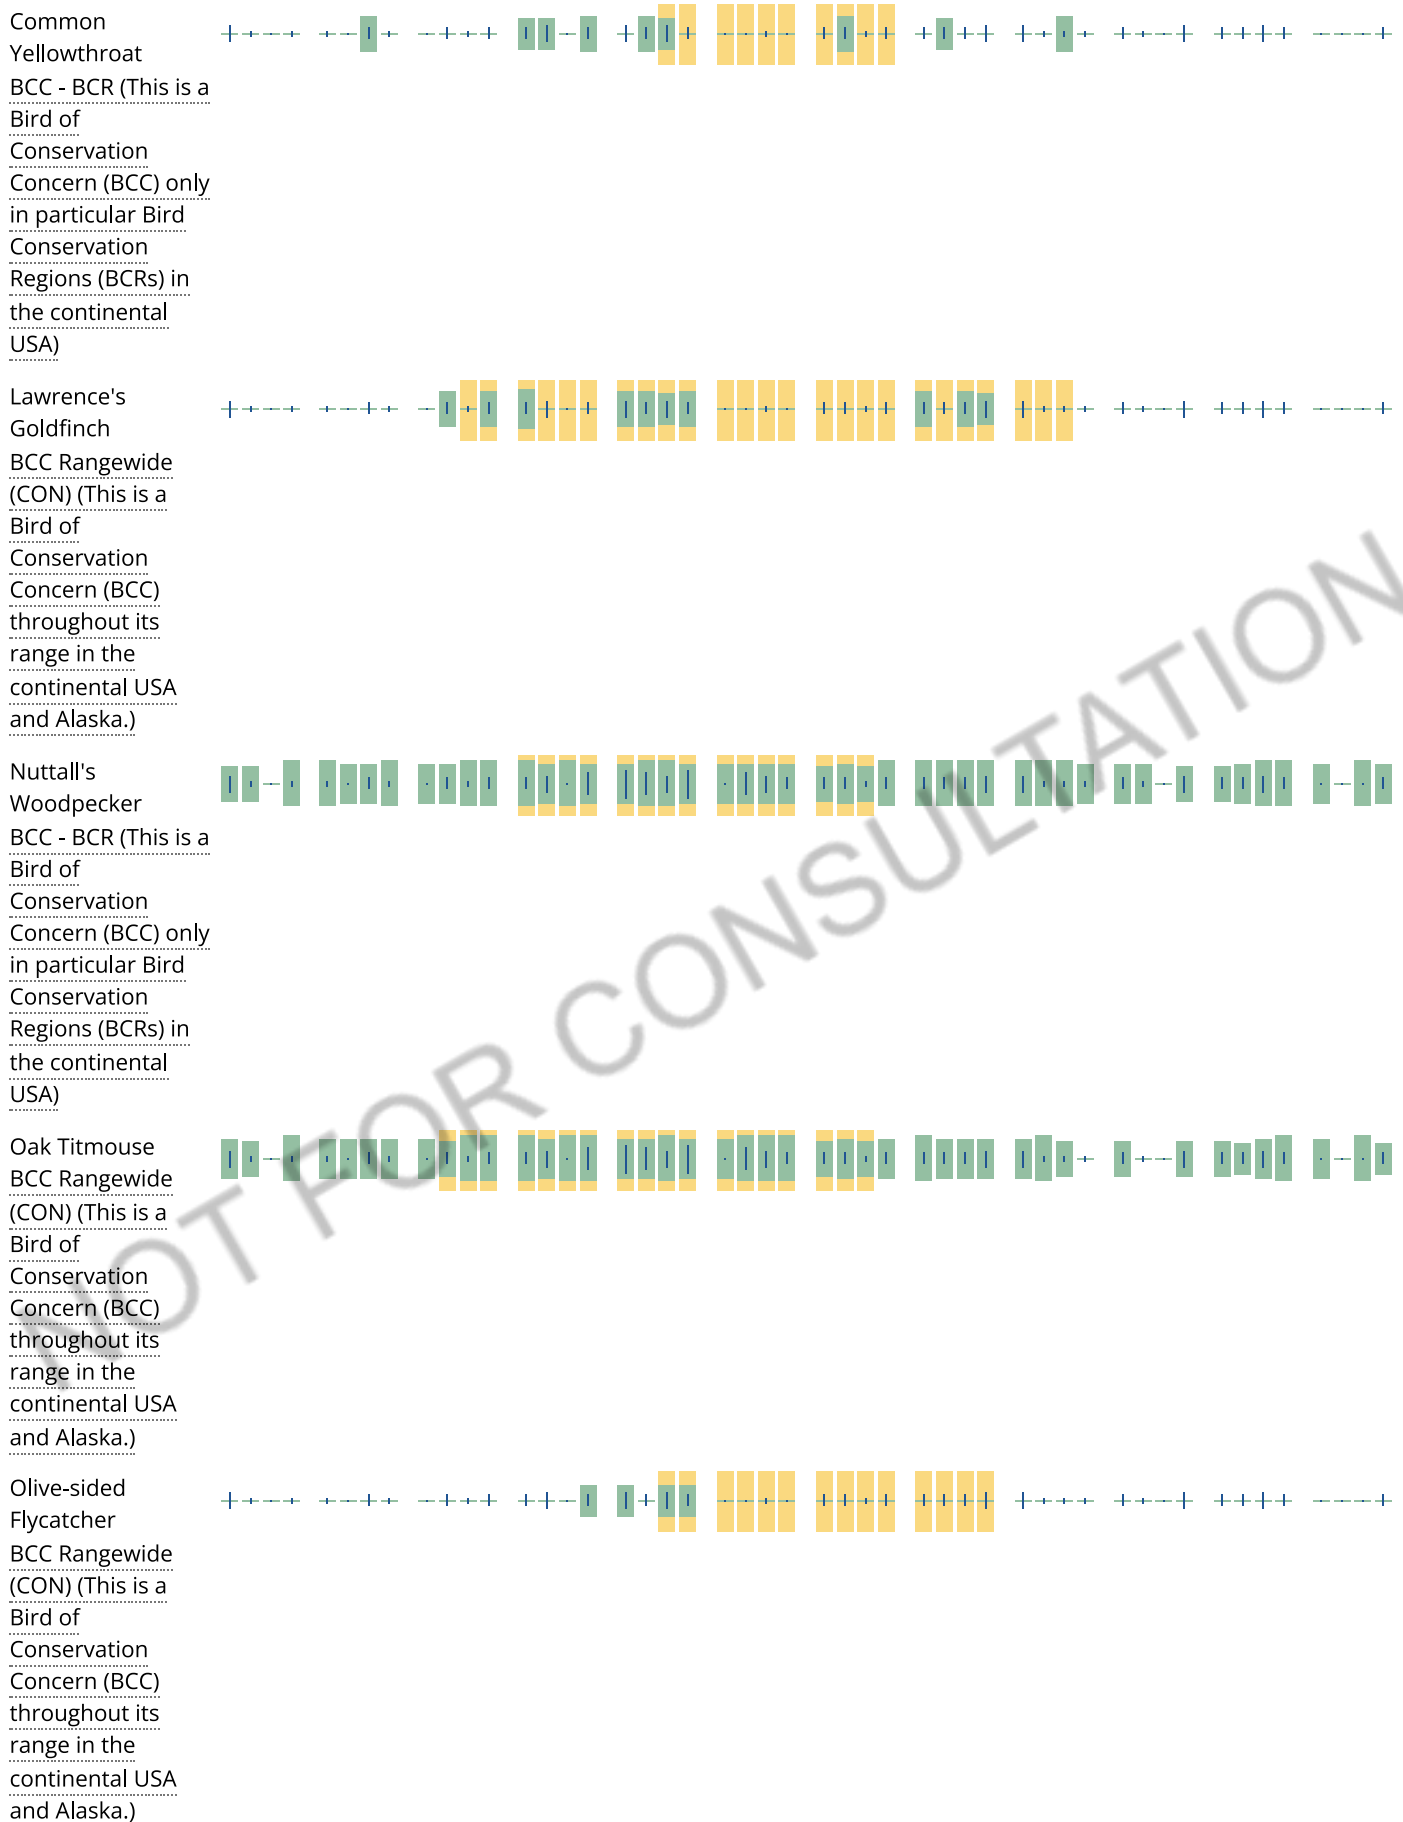 Common
Yellowthroat
BCC - BCR (This is a
Bird of
Conservation
Concern (BCC) only
in particular Bird
Conservation
Regions (BCRs) in
the continental
USA)
Lawrence's
Goldfinch
BCC Rangewide
(CON) (This is a
Bird of
Conservation
Concern (BCC)
throughout its
range in the
continental USA
and Alaska.)
Nuttall's
Woodpecker
BCC - BCR (This is a
Bird of
Conservation
Concern (BCC) only
in particular Bird
Conservation
Regions (BCRs) in
the continental
USA)
Oak Titmouse
BCC Rangewide
(CON) (This is a
Bird of
Conservation
Concern (BCC)
throughout its
range in the
continental USA
and Alaska.)
Olive-sided
Flycatcher
BCC Rangewide
(CON) (This is a
Bird of
Conservation
Concern (BCC)
throughout its
range in the
continental USA
and Alaska.)
NOT FOR CONSULTATION